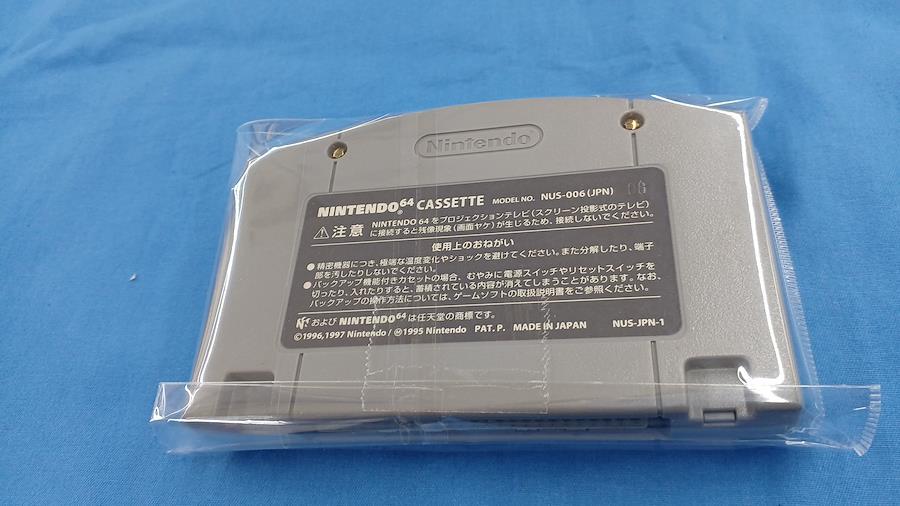 Nintendo
NINTENDO64 CASSETTE MODEL NO. NUS-006 (JPN) 06
⚠注意 NINTENDO 64 をプロジェクションテレビ(スクリーン投影式のテレビ)
に接続すると残像現象(画面ヤケ)が生じるため、接続しないでください。
使用上のおねがい
●精密機器につき、極端な温度変化やショックを避けてください。また分解したり、端子
部を汚したりしないでください。
●バックアップ機能付きカセットの場合、むやみに電源スイッチやリセットスイッチを
切ったり、入れたりすると、蓄積されている内容が消えてしまうことがあります。なお、
バックアップの操作方法については、ゲームソフトの取扱説明書をご参照ください。
および NINTENDO64 は任天堂の商標です。
©1996,1997 Nintendo / Ⓜ1995 Nintendo PAT. P. MADE IN JAPAN NUS-JPN-1